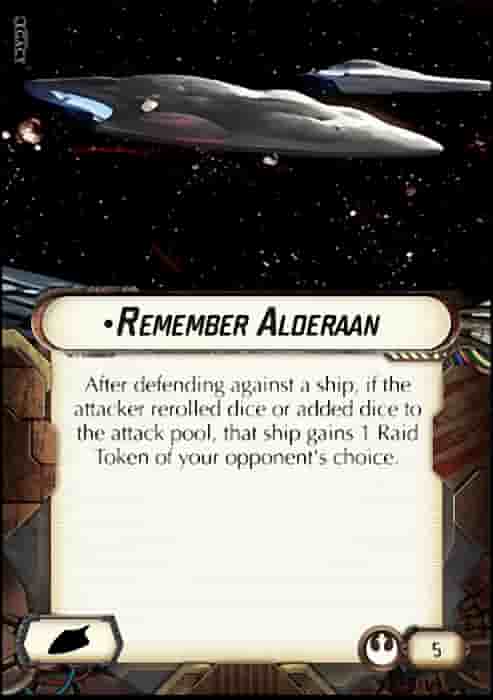 LEGACY
•REMEMBER ALDERAAN
After defending against a ship, if the
attacker rerolled dice or added dice to
the attack pool, that ship gains 1 Raid
Token of your opponent's choice.
5